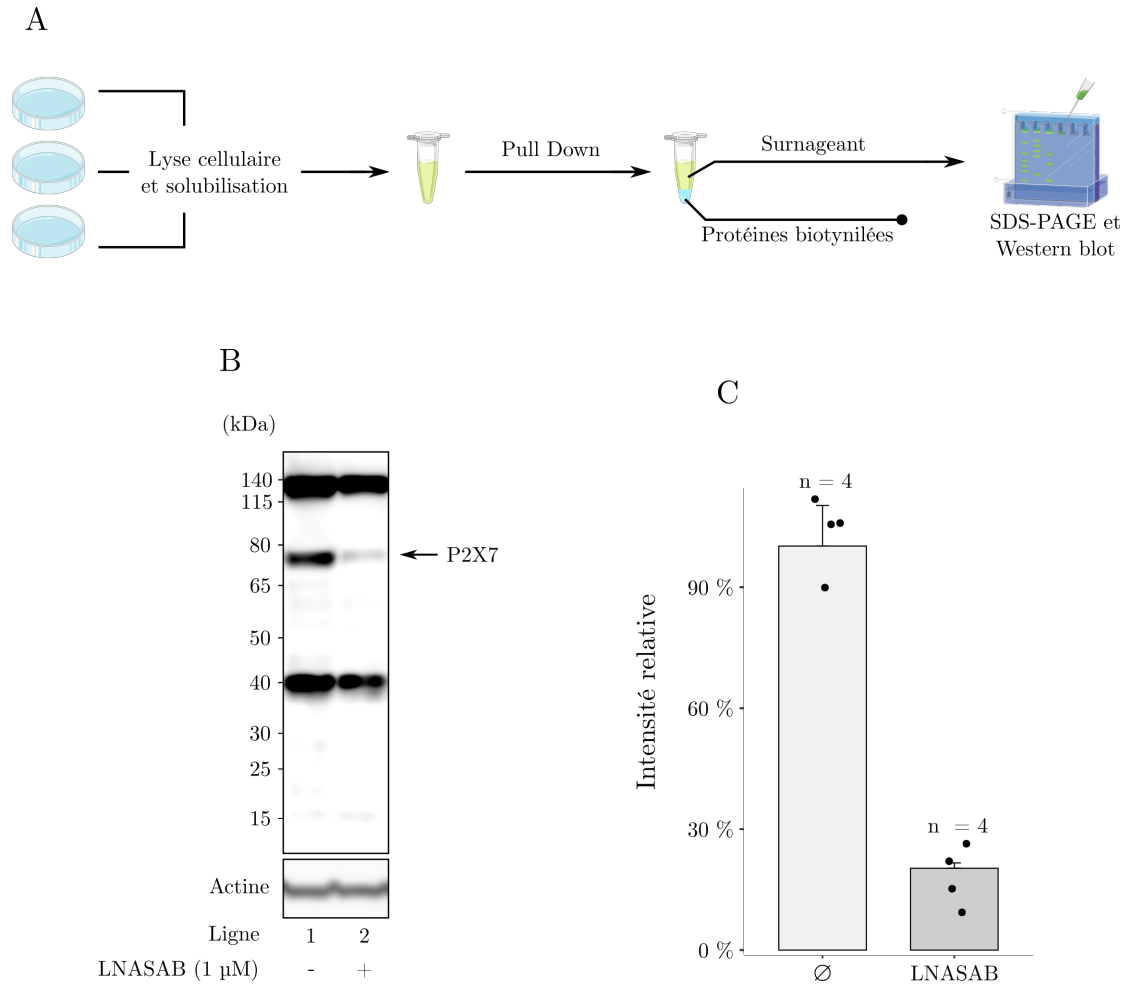 A
Lyse cellulaire
et solubilisation
Pull Down
Surnageant
Protéines biotynilées
SDS-PAGE et
Western blot
B
(kDa)
140
115
80
65
50
40
30
25
15
P2X7
Actine
Ligne 1 2
LNASAB (1 µM) - +
C
n = 4
n = 4
Intensité relative
90 %
60 %
30 %
0 %
∅ LNASAB